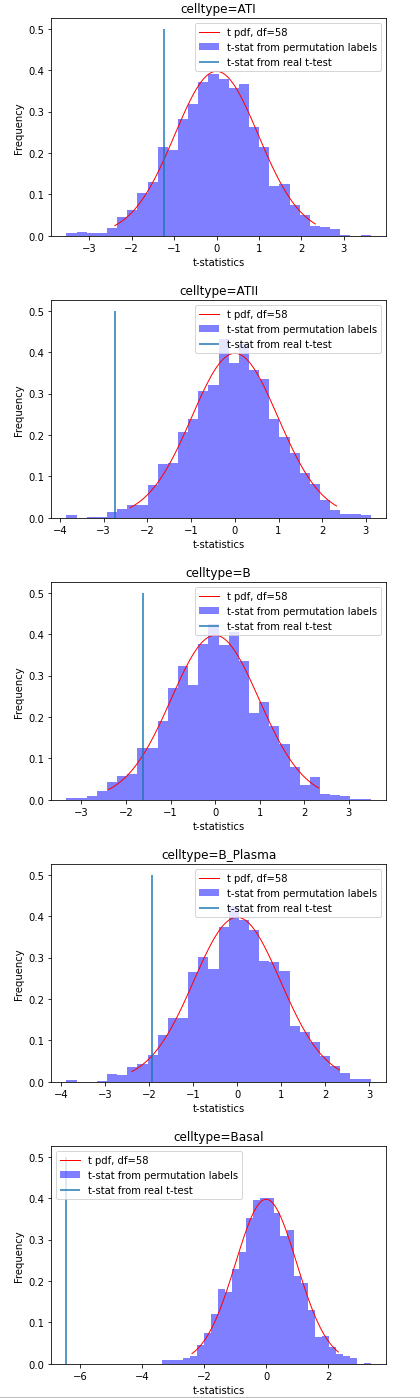 celltype=ATI
t pdf, df=58
t-stat from permutation labels
t-stat from real t-test
0.5
0.4
0.3
0.2
0.1
0.0
Frequency
−3 −2 −1 0 1 2 3
t-statistics
celltype=ATII
t pdf, df=58
t-stat from permutation labels
t-stat from real t-test
0.5
0.4
0.3
0.2
0.1
0.0
Frequency
−4 −3 −2 −1 0 1 2 3
t-statistics
celltype=B
t pdf, df=58
t-stat from permutation labels
t-stat from real t-test
0.5
0.4
0.3
0.2
0.1
0.0
Frequency
−3 −2 −1 0 1 2 3
t-statistics
celltype=B_Plasma
t pdf, df=58
t-stat from permutation labels
t-stat from real t-test
0.5
0.4
0.3
0.2
0.1
0.0
Frequency
−4 −3 −2 −1 0 1 2 3
t-statistics
celltype=Basal
t pdf, df=58
t-stat from permutation labels
t-stat from real t-test
0.5
0.4
0.3
0.2
0.1
0.0
Frequency
−6 −4 −2 0 2
t-statistics